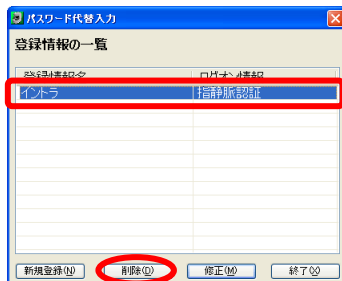 パスワード代替入力
登録情報の一覧
登録情報名 ログオン情報
イントラ 指静脈認証
新規登録(N) 削除(D) 修正(M) 終了(X)